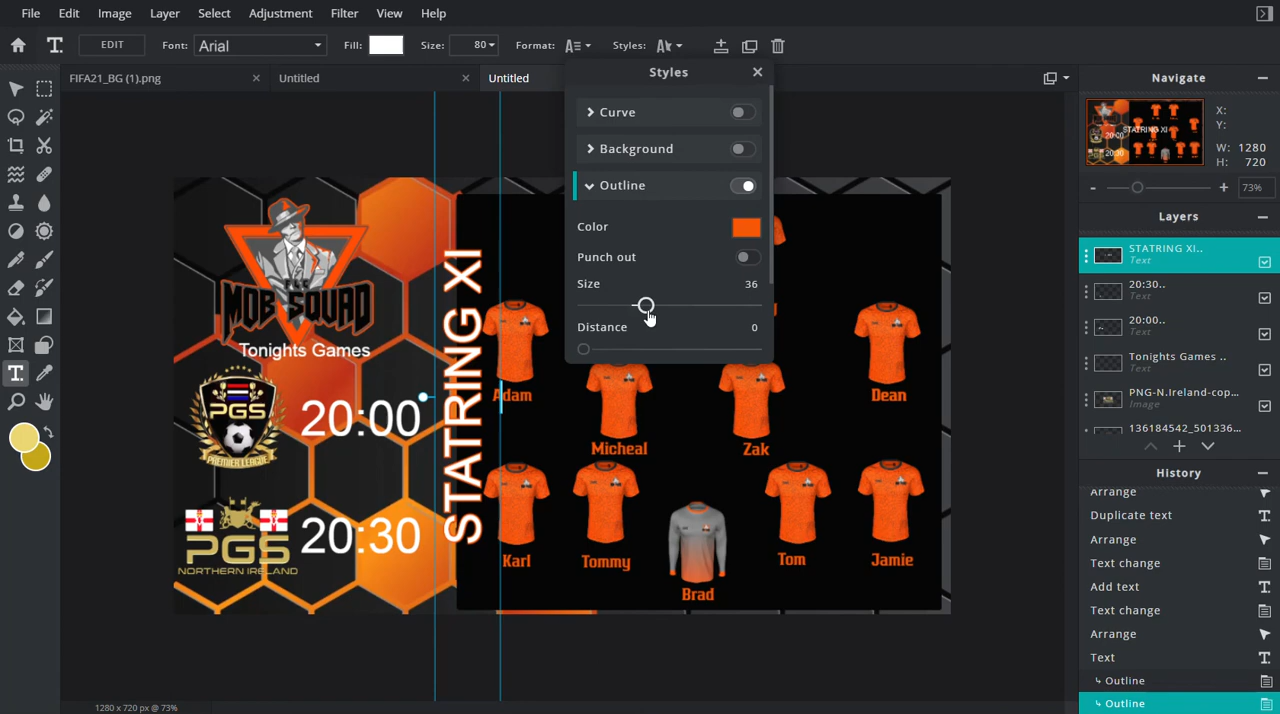 File Edit Image Layer Select Adjustment Filter View Help
T. EDIT Font: Arial Fill: Size: 80 Format: Styles:
FIFA21_BG (1).png × Untitled × Untitled
Styles ×
Curve
Background
Outline
Color
Punch out
Size 36
Distance 0
MOB SQUAD
Tonights Games
PGS
PREMIER LEAGUE
20:00
PGS
NORTHERN IRELAND
20:30
STATRING XI
Adam
Micheal
Zak
Dean
Karl
Tommy
Brad
Tom
Jamie
Navigate
X:
Y:
W: 1280
H: 720
73%
Layers
STATRING XI..
Text
20:30..
Text
20:00..
Text
Tonights Games ..
Text
PNG-N.Ireland-cop...
Image
136184542_501336...
History
Arrange
Duplicate text
Arrange
Text change
Add text
Text change
Arrange
Text
Outline
Outline
1280 x 720 px @ 73%